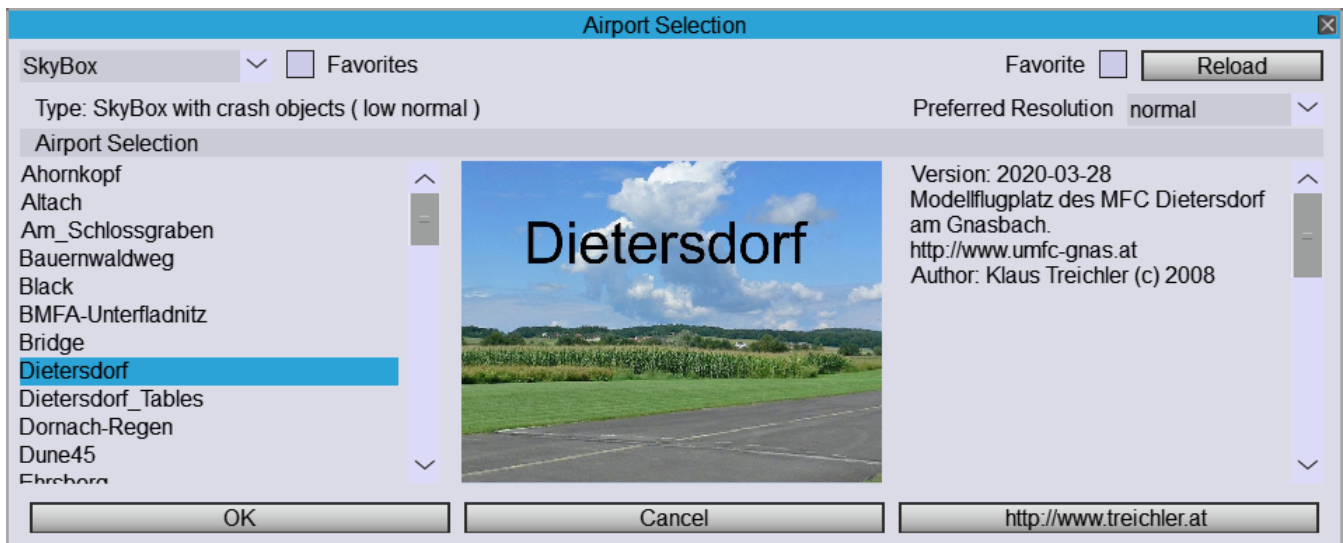 Airport Selection
SkyBox
Favorites
Favorite
Reload
Type: SkyBox with crash objects ( low normal )
Preferred Resolution normal
Airport Selection
Ahornkopf
Altach
Am_Schlossgraben
Bauernwaldweg
Black
BMFA-Unterfladnitz
Bridge
Dietersdorf
Dietersdorf_Tables
Dornach-Regen
Dune45
Dietersdorf
Version: 2020-03-28
Modellflugplatz des MFC Dietersdorf
am Gnasbach.
http://www.umfc-gnas.at
Author: Klaus Treichler (c) 2008
OK
Cancel
http://www.treichler.at